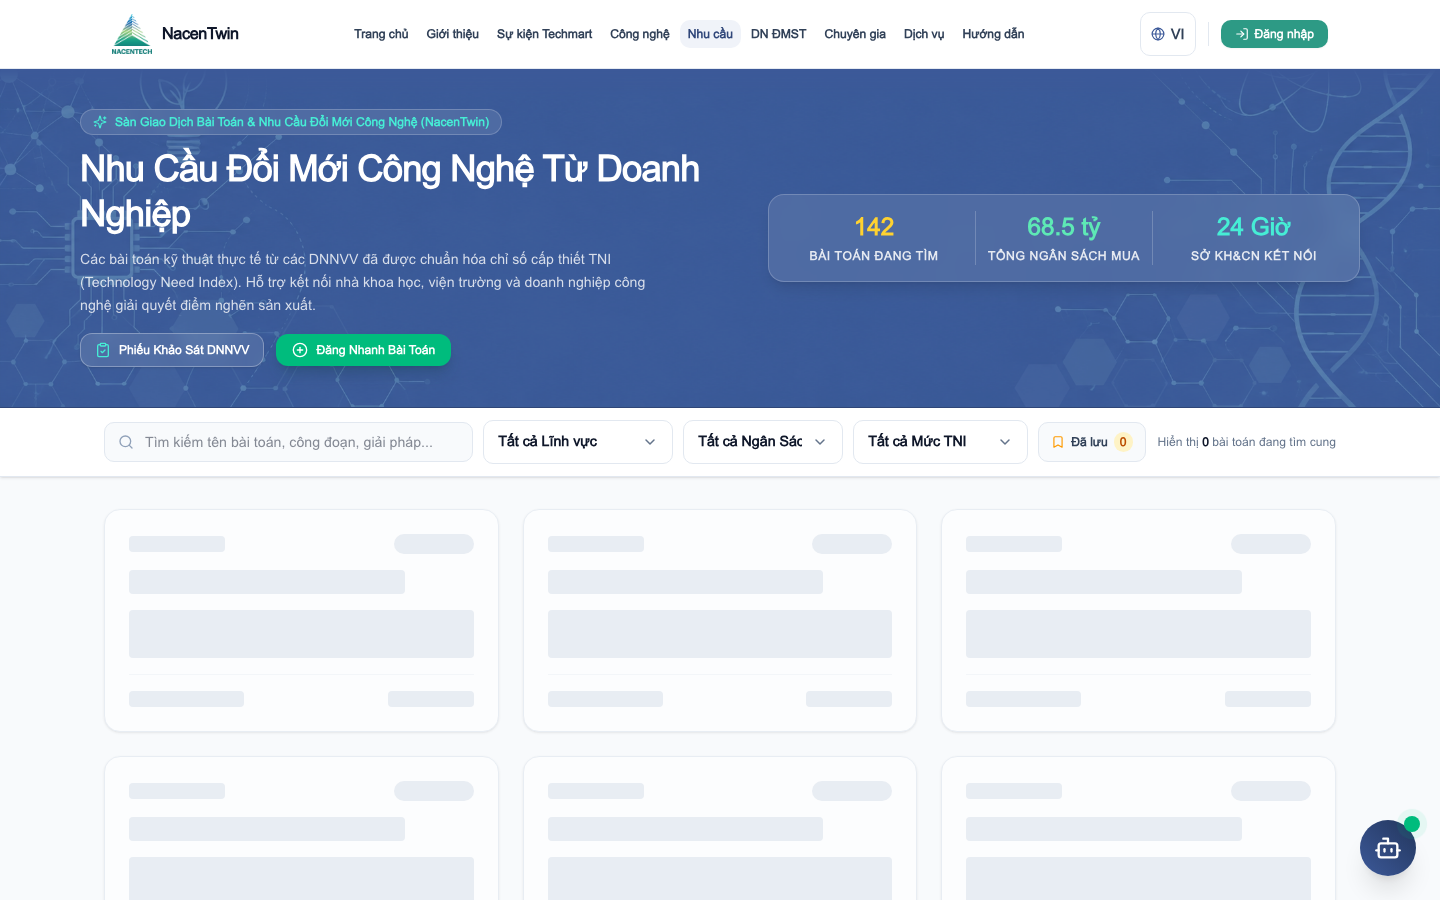 NACENTECH
NacenTwin
Trang chủ
Giới thiệu
Sự kiện Techmart
Công nghệ
Nhu cầu
DN ĐMST
Chuyên gia
Dịch vụ
Hướng dẫn
VI
Đăng nhập
Sàn Giao Dịch Bài Toán & Nhu Cầu Đổi Mới Công Nghệ (NacenTwin)
Nhu Cầu Đổi Mới Công Nghệ Từ Doanh
Nghiệp
Các bài toán kỹ thuật thực tế từ các DNNVV đã được chuẩn hóa chỉ số cấp thiết TNI
(Technology Need Index). Hỗ trợ kết nối nhà khoa học, viện trường và doanh nghiệp công
nghệ giải quyết điểm nghẽn sản xuất.
Phiếu Khảo Sát DNNVV
Đăng Nhanh Bài Toán
142
BÀI TOÁN ĐANG TÌM
68.5 tỷ
TỔNG NGÂN SÁCH MUA
24 Giờ
SỞ KH&CN KẾT NỐI
Tìm kiếm tên bài toán, công đoạn, giải pháp...
Tất cả Lĩnh vực
Tất cả Ngân Sác
Tất cả Mức TNI
Đã lưu 0
Hiển thị 0 bài toán đang tìm cung